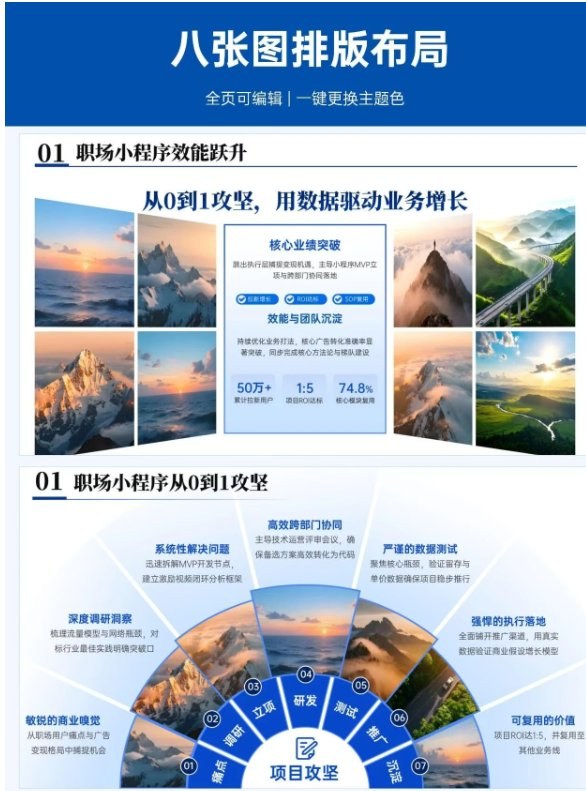 八张图排版布局
全页可编辑 | 一键更换主题色
01 职场小程序效能跃升
从0到1攻坚，用数据驱动业务增长
核心业绩突破
跳出执行层捕捉变现机遇，主导小程序MVP立
项与跨部门协同落地
拉新增长
ROI达标
SOP复用
效能与团队沉淀
持续优化业务打法，核心广告转化准确率显
著突破，同步完成核心方法论与梯队建设
50万+
累计拉新用户
1:5
项目ROI达标
74.8%
核心模块复用
01 职场小程序从0到1攻坚
高效跨部门协同
主导技术运营评审会议，确
保备选方案高效转化为代码
系统性解决问题
迅速拆解MVP开发节点，
建立激励视频闭环分析框架
严谨的数据测试
聚焦核心瓶颈，验证留存与
单价数据确保项目稳步推行
深度调研洞察
梳理流量模型与网络瓶颈，对
标行业最佳实践明确突破口
强悍的执行落地
全面铺开推广渠道，用真实
数据验证商业假设增长模型
敏锐的商业嗅觉
从职场用户痛点与广告
变现格局中捕捉机会
可复用的价值
项目ROI达1:5，并复用至
其他业务线
01
痛点
02
调研
03
立项
04
研发
05
测试
06
推广
07
沉淀
项目攻坚